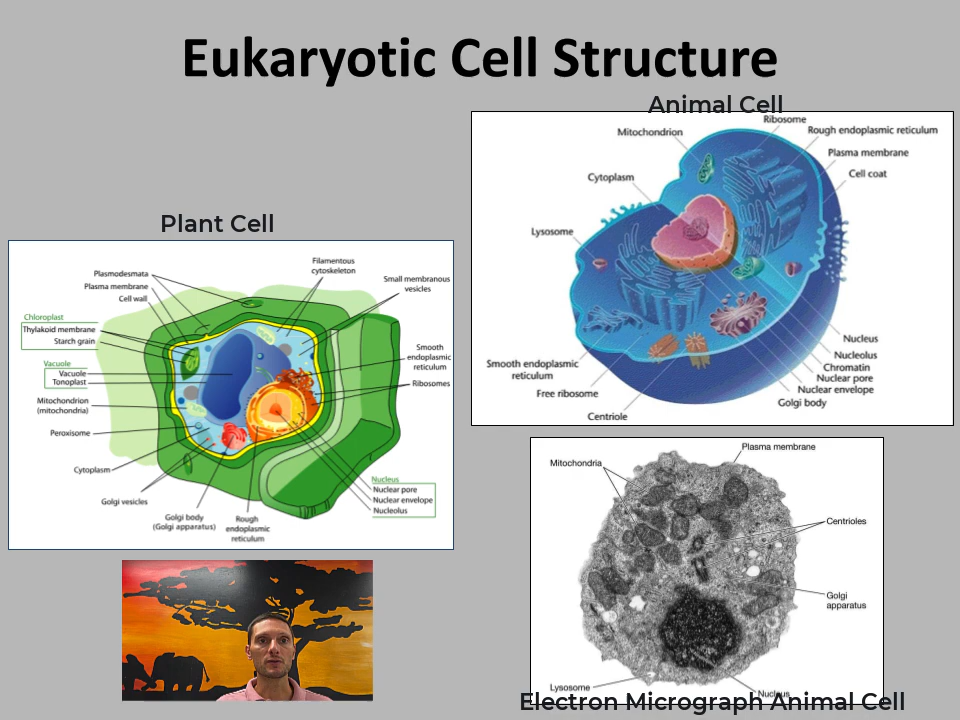 Eukaryotic Cell Structure
Animal Cell
Ribosome
Mitochondrion
Rough endoplasmic reticulum
Plasma membrane
Cell coat
Cytoplasm
Lysosome
Nucleus
Nucleolus
Chromatin
Nuclear pore
Nuclear envelope
Golgi body
Smooth endoplasmic
reticulum
Free ribosome
Centriole
Plant Cell
Filamentous
cytoskeleton
Plasmodesmata
Plasma membrane
Cell wall
Small membranous
vesicles
Chloroplast
Thylakoid membrane
Starch grain
Smooth
endoplasmic
reticulum
Vacuole
Vacuole
Tonoplast
Ribosomes
Mitochondrion
(mitochondria)
Peroxisome
Cytoplasm
Golgi vesicles
Golgi body
(Golgi apparatus)
Rough
endoplasmic
reticulum
Nucleus
Nuclear pore
Nuclear envelope
Nucleolus
Plasma membrane
Mitochondria
Centrioles
Golgi
apparatus
Lysosome
Nucleus
Electron Micrograph Animal Cell